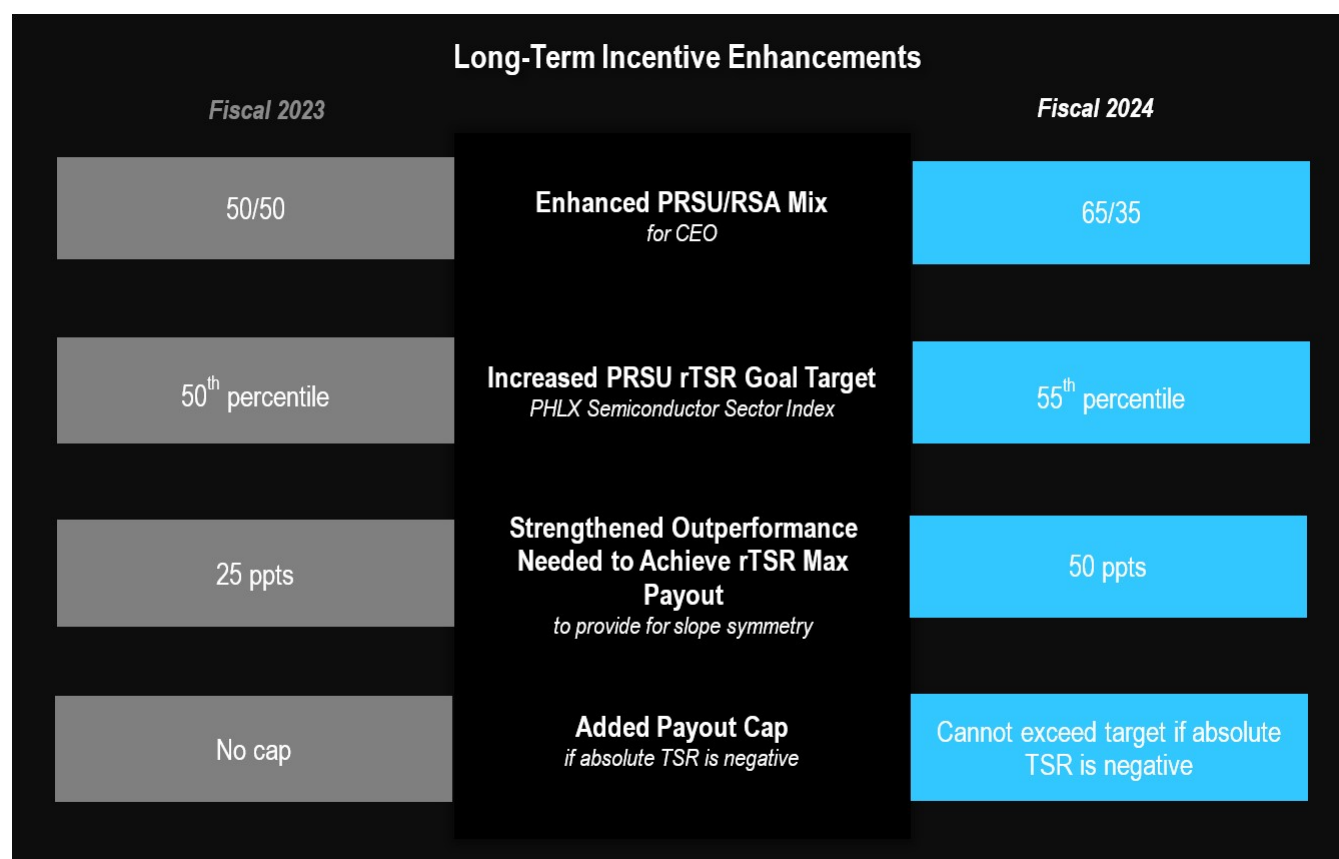 Long-Term Incentive Enhancements
Fiscal 2023
Fiscal 2024
50/50
Enhanced PRSU/RSA Mix
for CEO
65/35
50th percentile
Increased PRSU rTSR Goal Target
PHLX Semiconductor Sector Index
55th percentile
25 ppts
Strengthened Outperformance
Needed to Achieve rTSR Max
Payout
to provide for slope symmetry
50 ppts
No cap
Added Payout Cap
if absolute TSR is negative
Cannot exceed target if absolute
TSR is negative